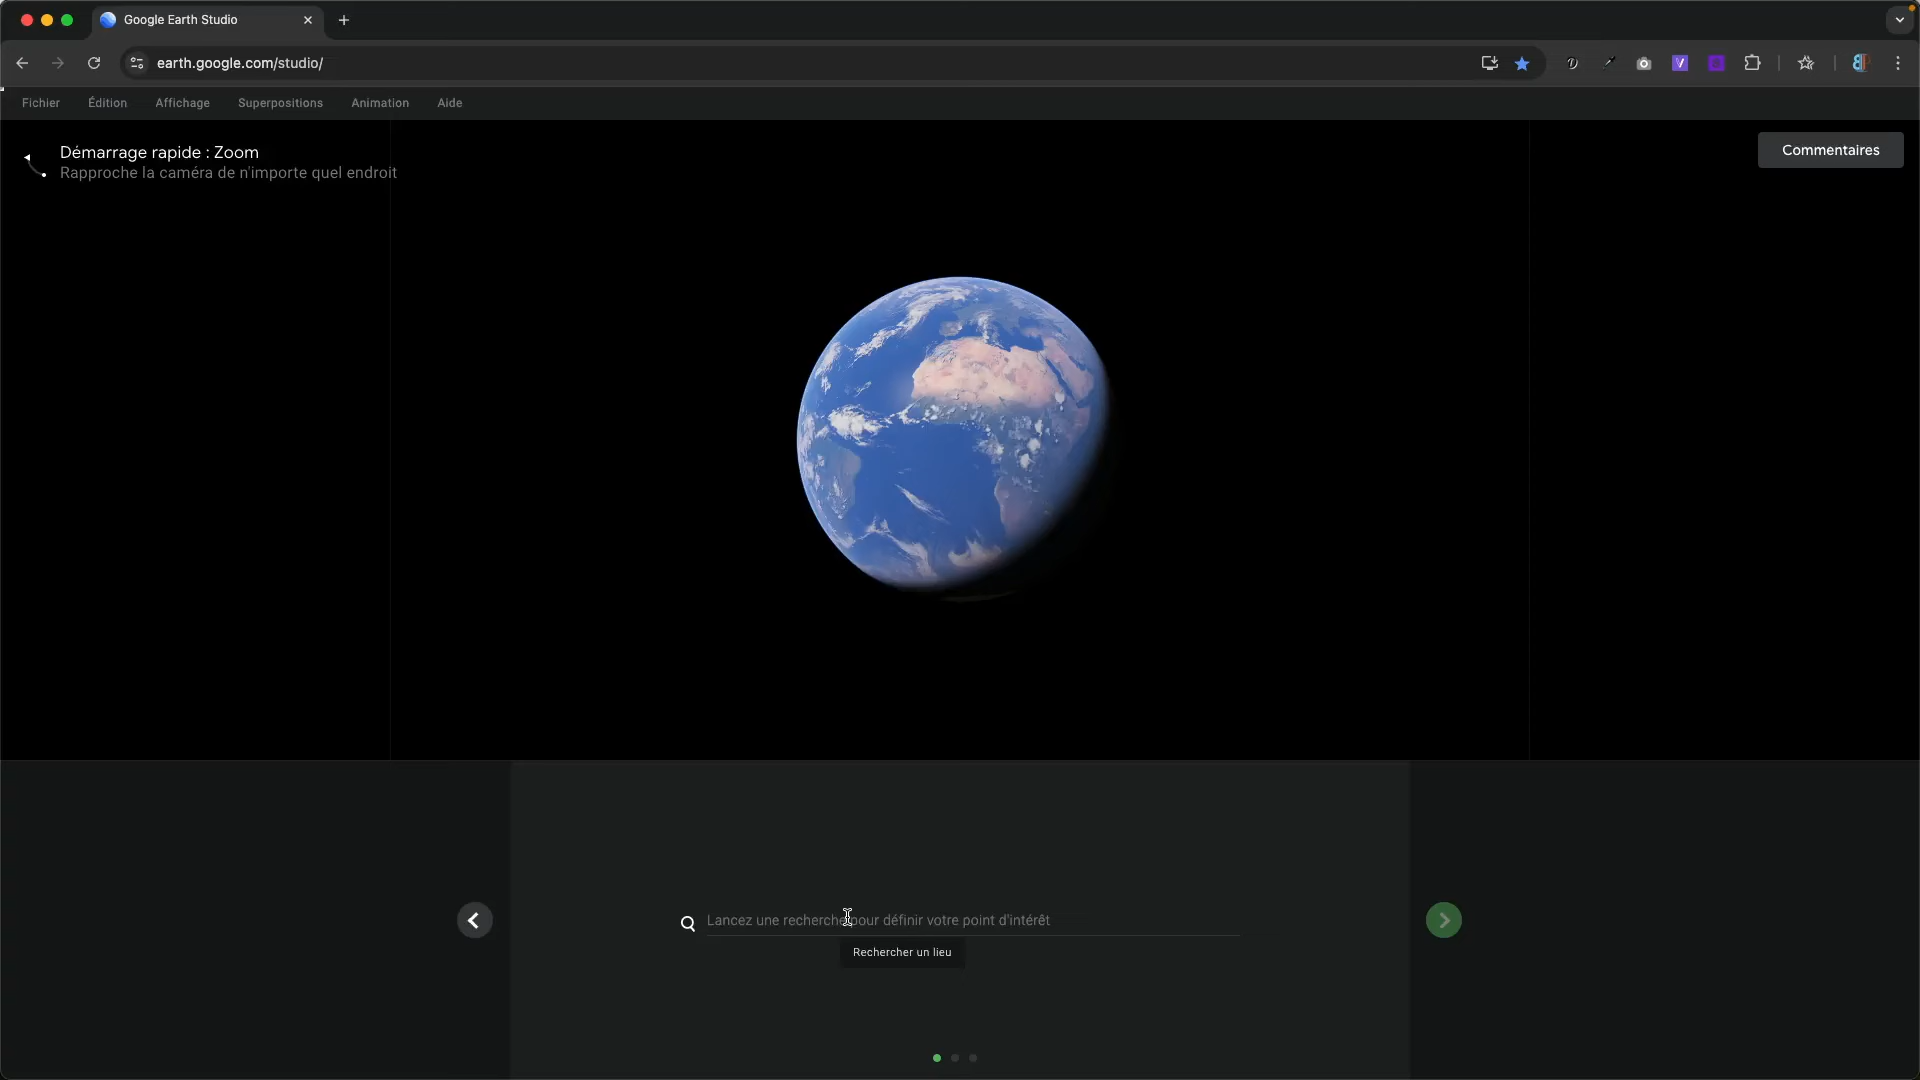 Google Earth Studio
earth.google.com/studio/
Fichier Édition Affichage Superpositions Animation Aide
Démarrage rapide : Zoom
Rapproche la caméra de n'importe quel endroit
Commentaires
Lancez une recherche pour définir votre point d'intérêt
Rechercher un lieu